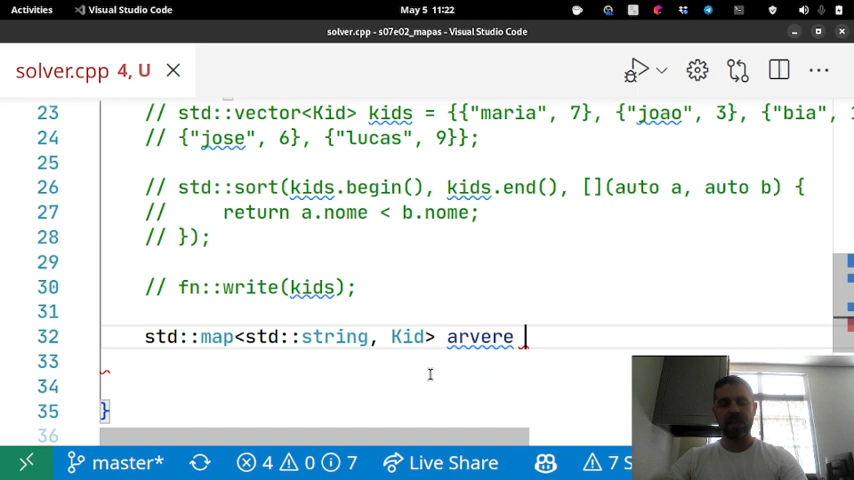 Activities Visual Studio Code May 5 11:22
solver.cpp - s07e02_mapas - Visual Studio Code
solver.cpp 4, U
23 // std::vector<Kid> kids = {{"maria", 7}, {"joao", 3}, {"bia", 1
24 // {"jose", 6}, {"lucas", 9}};
25
26 // std::sort(kids.begin(), kids.end(), [](auto a, auto b) {
27 // return a.nome < b.nome;
28 // });
29
30 // fn::write(kids);
31
32 std::map<std::string, Kid> arvere
33
34
35 }
36
master* 4 0 7 Live Share 7 S